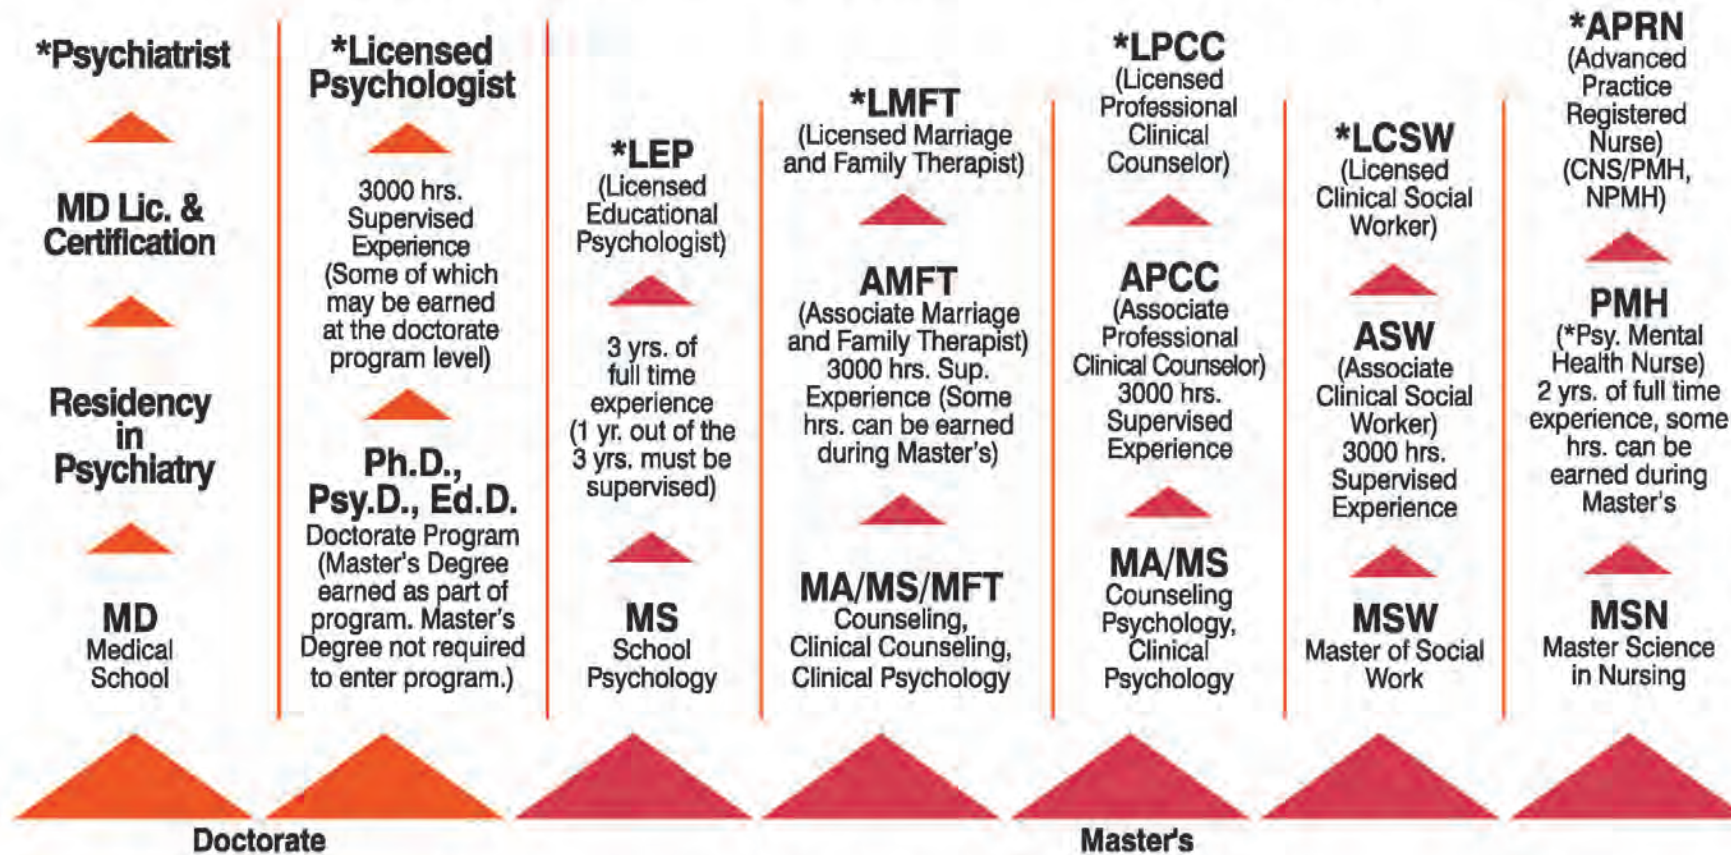 *Psychiatrist
MD Lic. &
Certification
Residency
in
Psychiatry
MD
Medical
School
*Licensed
Psychologist
3000 hrs.
Supervised
Experience
(Some of which
may be earned
at the doctorate
program level)
Ph.D.,
Psy.D., Ed.D.
Doctorate Program
(Master's Degree
earned as part of
program. Master's
Degree not required
to enter program.)
*LEP
(Licensed
Educational
Psychologist)
3 yrs. of
full time
experience
(1 yr. out of the
3 yrs. must be
supervised)
MS
School
Psychology
*LMFT
(Licensed Marriage
and Family Therapist)
AMFT
(Associate Marriage
and Family Therapist)
3000 hrs. Sup.
Experience (Some
hrs. can be earned
during Master's)
MA/MS/MFT
Counseling,
Clinical Counseling,
Clinical Psychology
*LPCC
(Licensed
Professional
Clinical
Counselor)
APCC
(Associate
Professional
Clinical Counselor)
3000 hrs.
Supervised
Experience
MA/MS
Counseling
Psychology,
Clinical
Psychology
*LCSW
(Licensed
Clinical Social
Worker)
ASW
(Associate
Clinical Social
Worker)
3000 hrs.
Supervised
Experience
MSW
Master of Social
Work
*APRN
(Advanced
Practice
Registered
Nurse)
(CNS/PMH,
NPMH)
PMH
(*Psy. Mental
Health Nurse)
2 yrs. of full time
experience, some
hrs. can be
earned during
Master's
MSN
Master Science
in Nursing
Doctorate
Master's